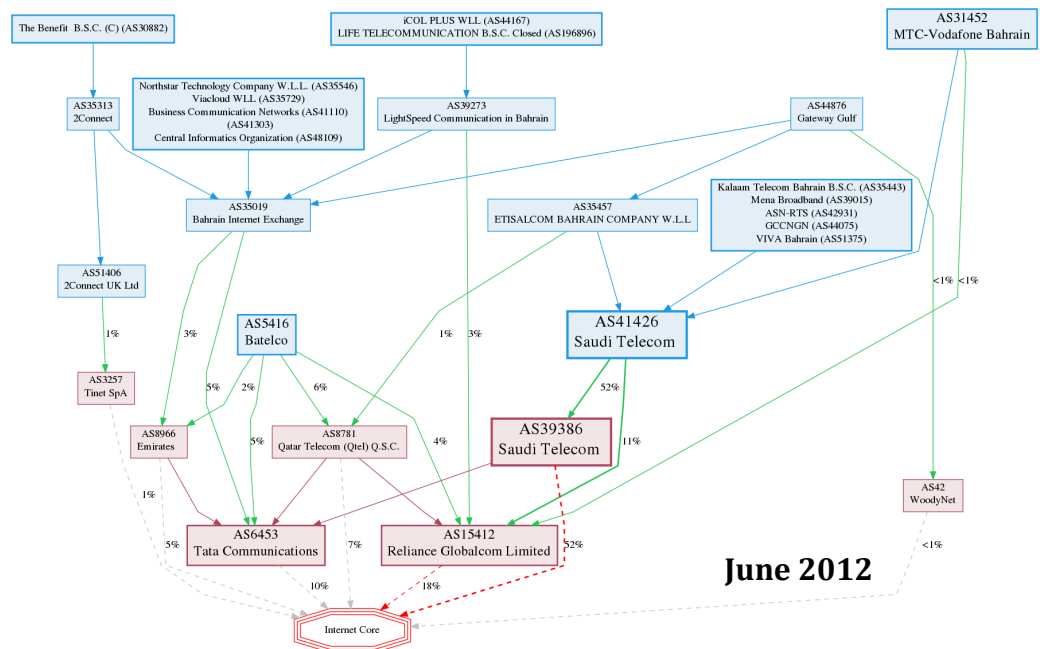 The Benefit B.S.C. (C) (AS30882)
iCOL PLUS WLL (AS44167)
LIFE TELECOMMUNICATION B.S.C. Closed (AS196896)
AS31452
MTC-Vodafone Bahrain
AS35313
2Connect
Northstar Technology Company W.L.L. (AS35546)
Viacloud WLL (AS35729)
Business Communication Networks (AS41110)
(AS41303)
Central Informatics Organization (AS48109)
AS39273
LightSpeed Communication in Bahrain
AS44876
Gateway Gulf
AS35019
Bahrain Internet Exchange
AS35457
ETISALCOM BAHRAIN COMPANY W.L.L
Kalaam Telecom Bahrain B.S.C. (AS35443)
Mena Broadband (AS39015)
ASN-RTS (AS42931)
GCCNGN (AS44075)
VIVA Bahrain (AS51375)
AS51406
2Connect UK Ltd
<1%
<1%
AS5416
Batelco
AS41426
Saudi Telecom
1%
3%
1%
3%
AS3257
Tinet SpA
5%
2%
6%
52%
AS8966
Emirates
AS8781
Qatar Telecom (Qtel) Q.S.C.
AS39386
Saudi Telecom
5%
4%
11%
1%
AS42
WoodyNet
AS6453
Tata Communications
AS15412
Reliance Globalcom Limited
5%
7%
52%
<1%
10%
18%
June 2012
Internet Core